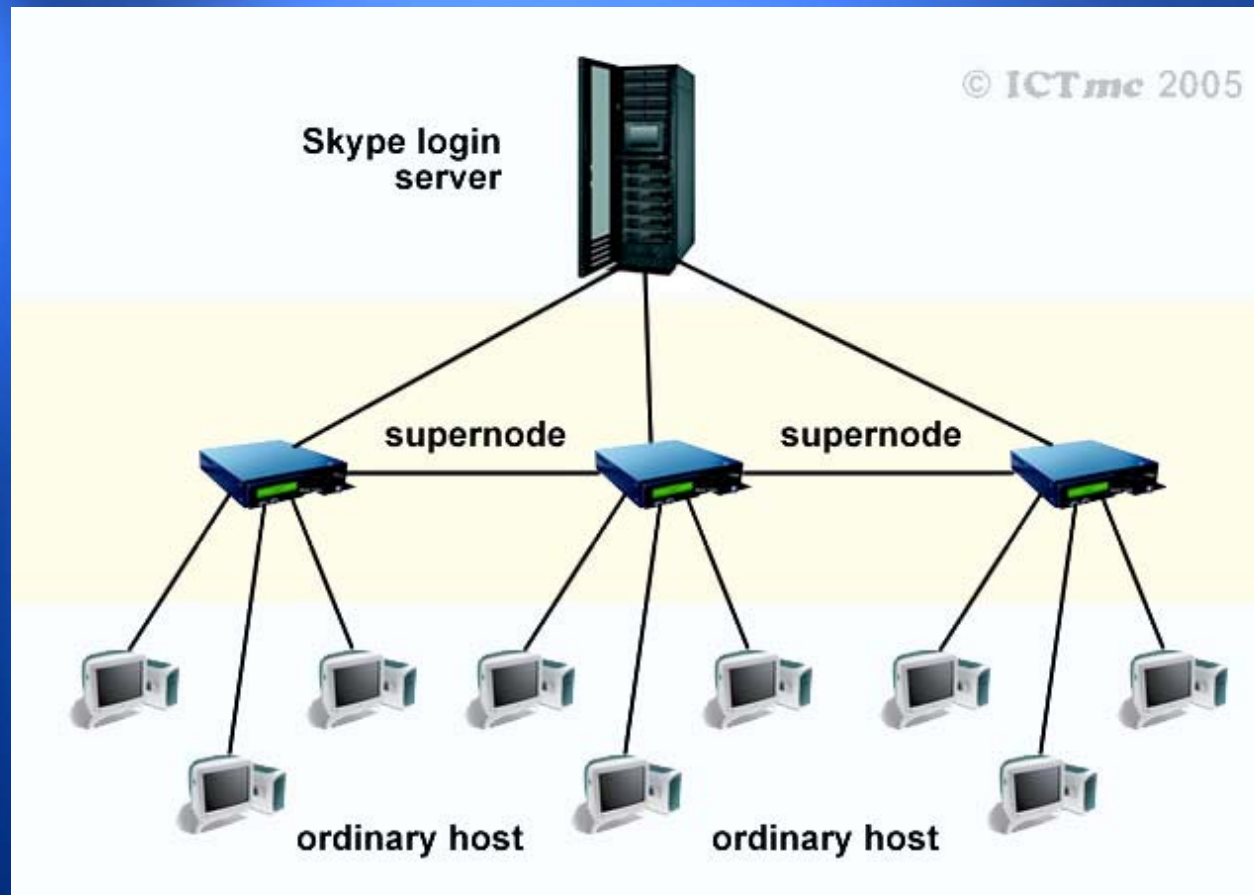 © ICTmc 2005
Skype login
server
supernode
supernode
ordinary host
ordinary host